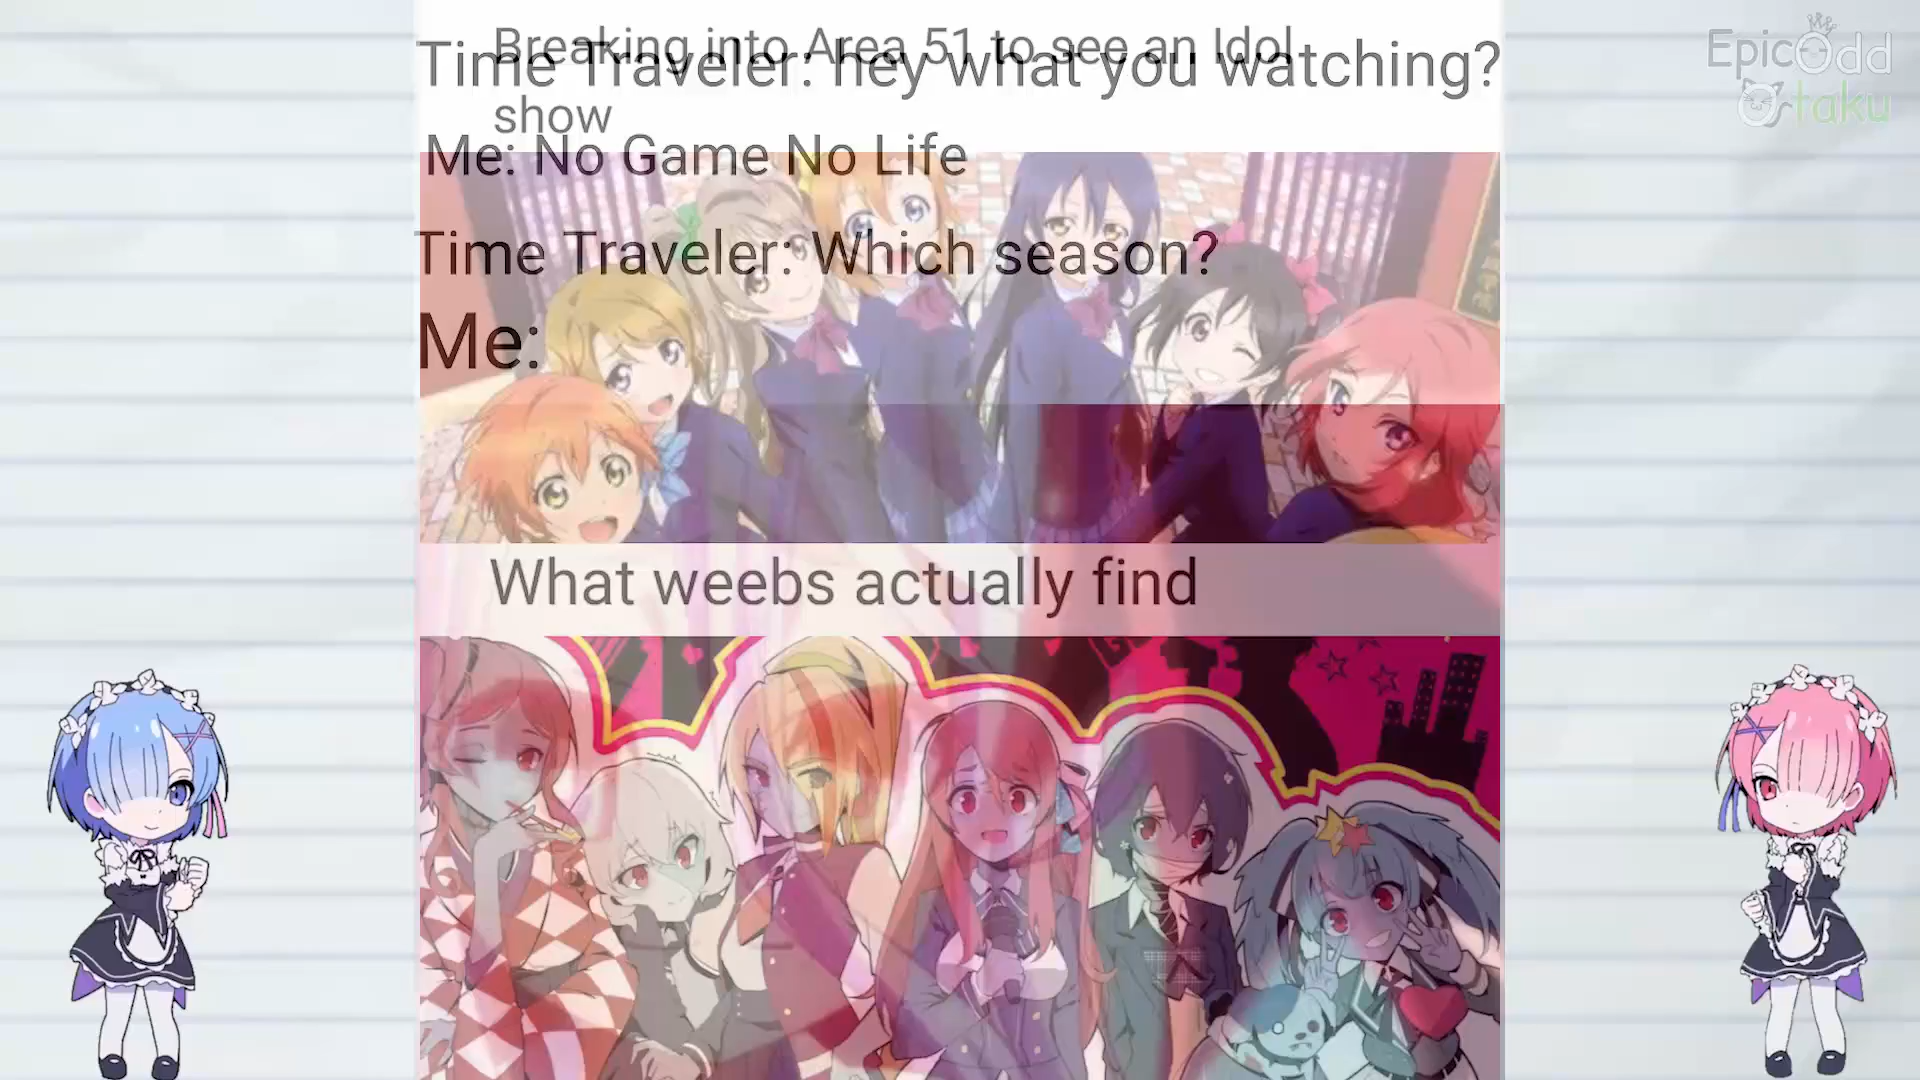 Breaking into Area 51 to see an Idol
show
Time Traveler: hey what you watching?
Me: No Game No Life
Time Traveler: Which season?
Me:
What weebs actually find
EpicOdd
taku